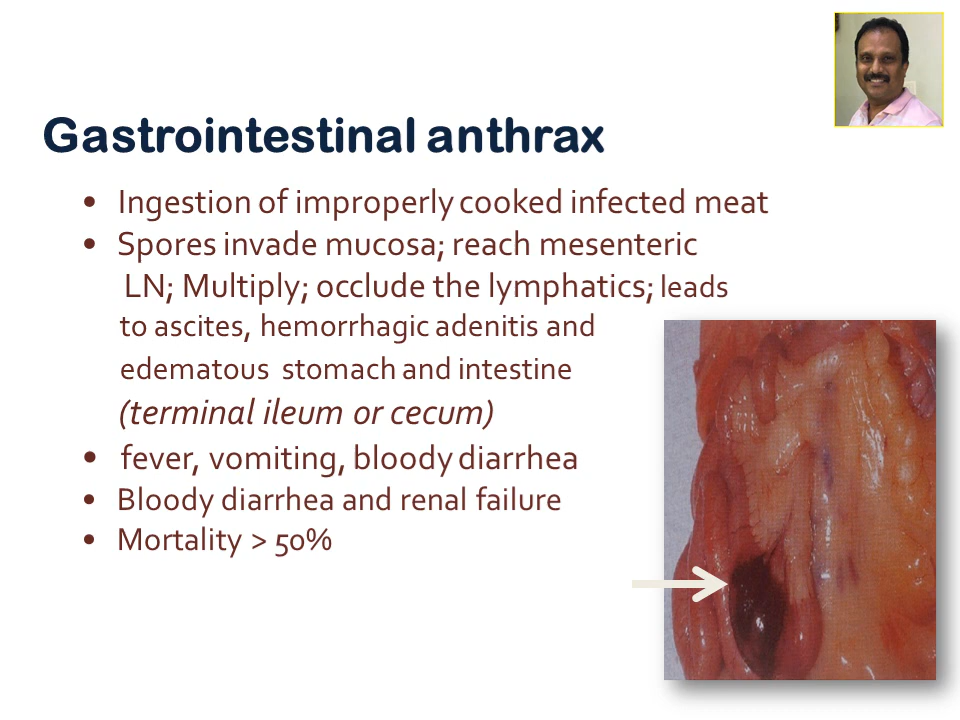 Gastrointestinal anthrax
• Ingestion of improperly cooked infected meat
• Spores invade mucosa; reach mesenteric
LN; Multiply; occlude the lymphatics; leads
to ascites, hemorrhagic adenitis and
edematous stomach and intestine
(terminal ileum or cecum)
• fever, vomiting, bloody diarrhea
• Bloody diarrhea and renal failure
• Mortality > 50%